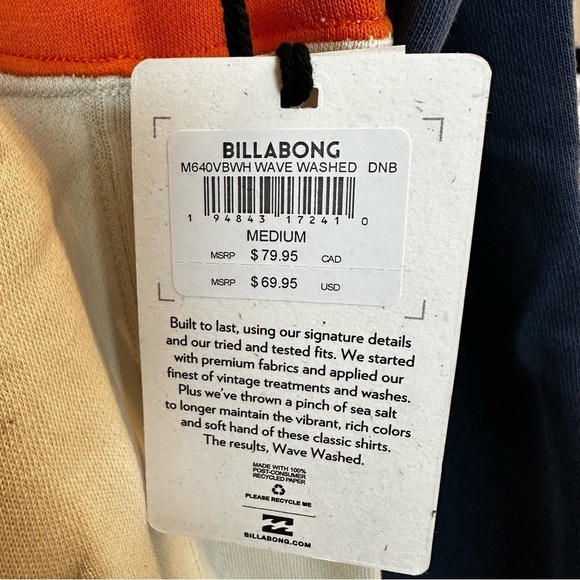 BILLABONG
M640VBWH WAVE WASHED DNB
1 94843 17241 0
MEDIUM
MSRP $79.95 CAD
MSRP $69.95 USD
Built to last, using our signature details
and our tried and tested fits. We started
with premium fabrics and applied our
finest of vintage treatments and washes.
Plus we've thrown a pinch of sea salt
to longer maintain the vibrant, rich colors
and soft hand of these classic shirts.
The results, Wave Washed.
MADE WITH 100%
POST-CONSUMER
RECYCLED PAPER
PLEASE RECYCLE ME
BILLABONG.COM